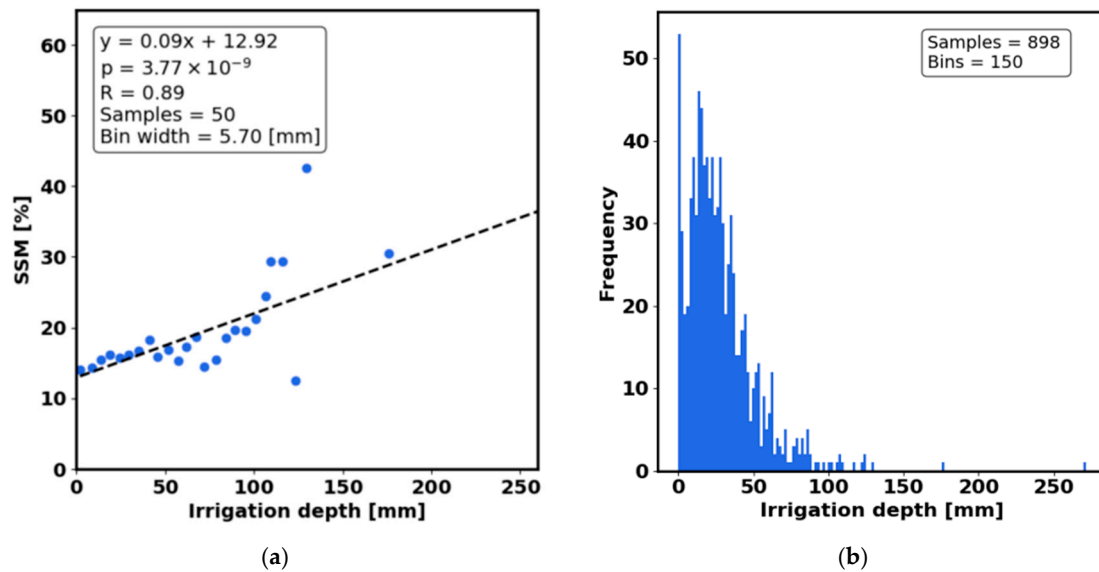 y = 0.09x + 12.92
p = 3.77 × 10⁻⁹
R = 0.89
Samples = 50
Bin width = 5.70 [mm]
60
50
40
30
20
10
0
SSM [%]
0 50 100 150 200 250
Irrigation depth [mm]
(a)
Samples = 898
Bins = 150
50
40
30
20
10
0
Frequency
0 50 100 150 200 250
Irrigation depth [mm]
(b)